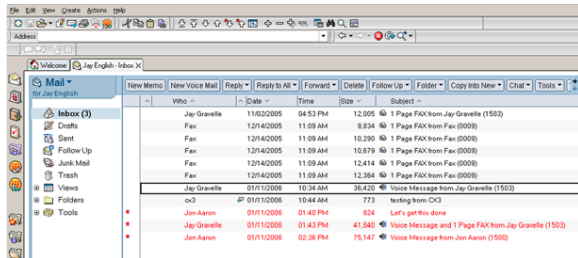 File Edit View Create Actions Help
Address
Welcome Jay English - Inbox X
Mail
for Jay English
New Memo New Voice Mail Reply Reply to All Forward Delete Follow Up Folder Copy Into New Chat Tools
Who Date Time Size Subject
Inbox (3)
Drafts
Sent
Follow Up
Junk Mail
Trash
Views
Folders
Tools
Jay Gravelle 11/02/2005 04:53 PM 12,005 1 Page FAX from Jay Gravelle (1503)
Fax 12/14/2005 11:09 AM 9,834 1 Page FAX from Fax (0009)
Fax 12/14/2005 11:09 AM 10,290 1 Page FAX from Fax (0009)
Fax 12/14/2005 11:09 AM 10,679 1 Page FAX from Fax (0009)
Fax 12/14/2005 11:09 AM 12,414 1 Page FAX from Fax (0009)
Fax 12/14/2005 11:09 AM 12,364 1 Page FAX from Fax (0009)
Jay Gravelle 01/11/2006 10:34 AM 36,420 Voice Message from Jay Gravelle (1503)
cx3 01/11/2006 10:44 AM 773 testing from CX3
Jon Aaron 01/11/2006 01:40 PM 824 Let's get this done
Jay Gravelle 01/11/2006 01:43 PM 41,840 Voice Message and 1 Page FAX from Jay Gravelle (1503)
Jon Aaron 01/11/2006 02:36 PM 75,147 Voice Message from Jon Aaron (1500)